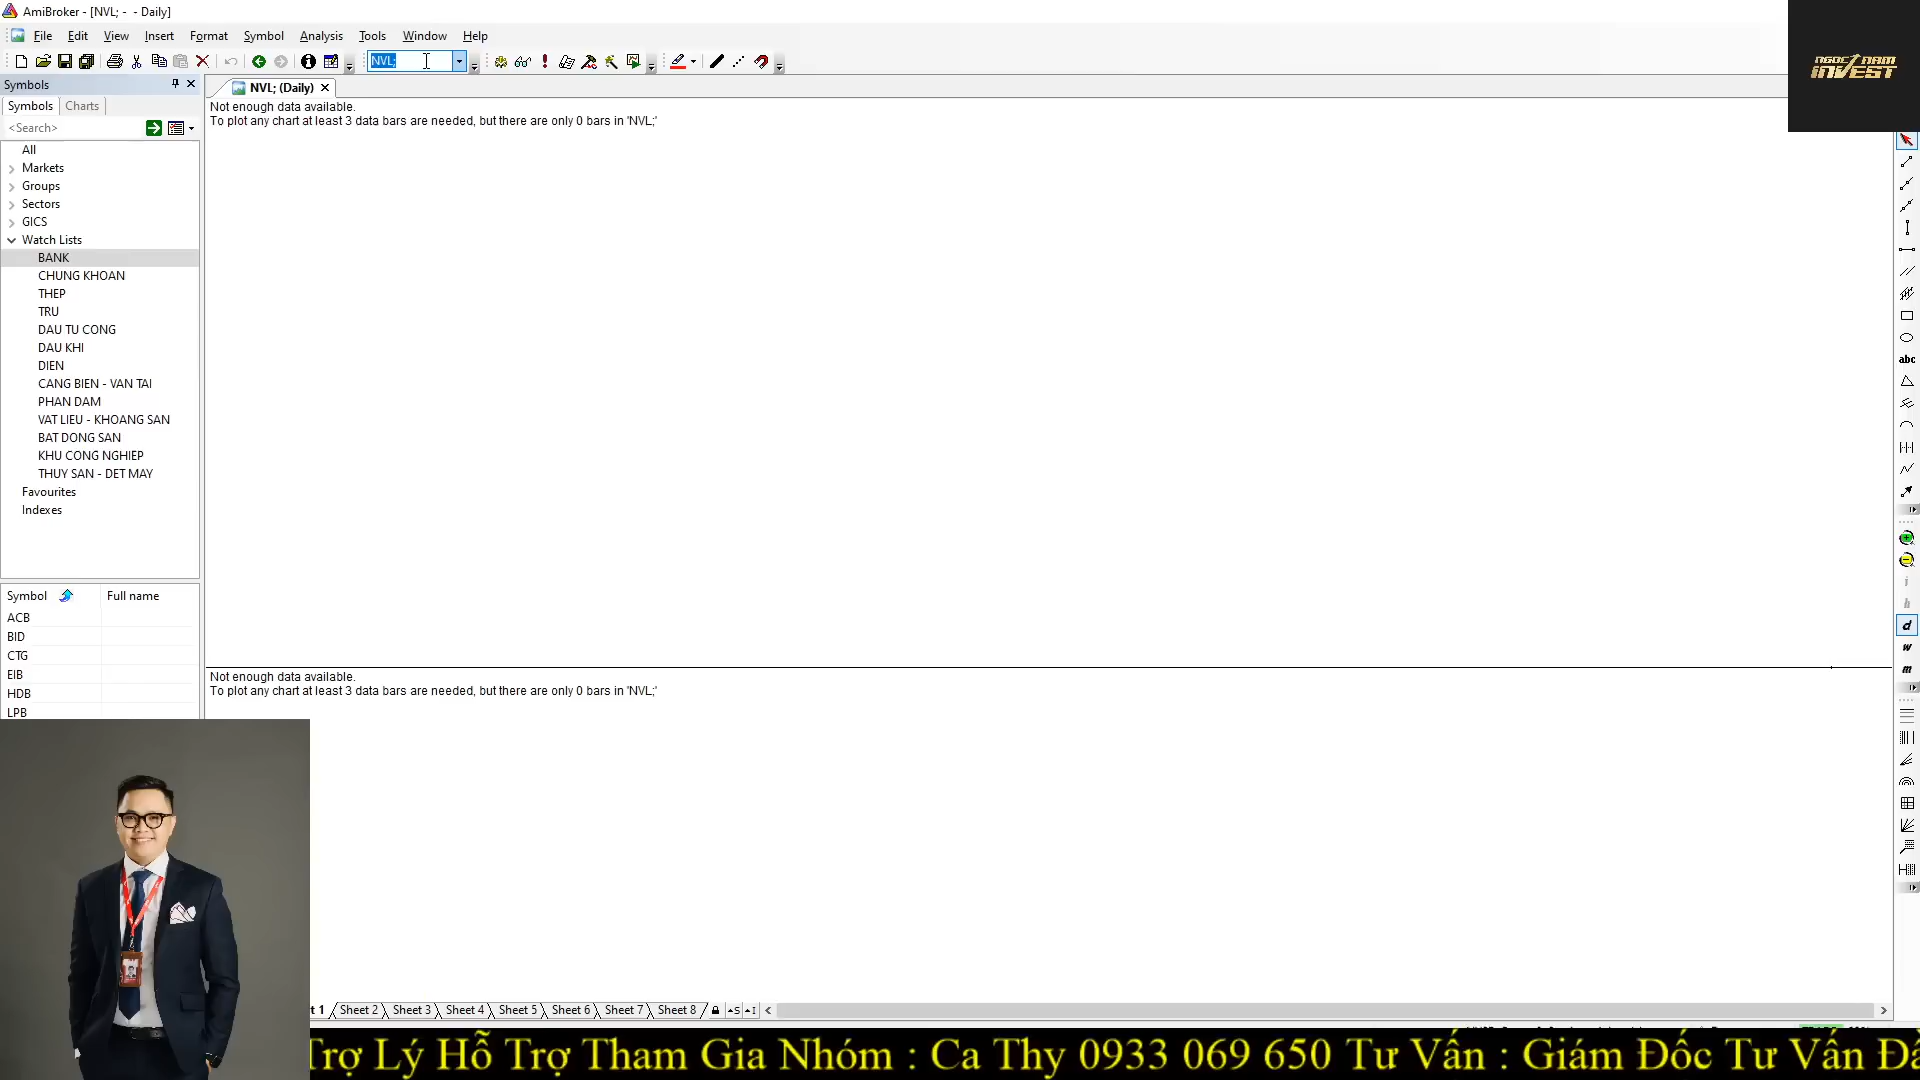 AmiBroker - [NVL; - - Daily]
File Edit View Insert Format Symbol Analysis Tools Window Help
NVL;
NGOC NAM
INVEST
Symbols
NVL; (Daily)
Symbols Charts
<Search>
Not enough data available.
To plot any chart at least 3 data bars are needed, but there are only 0 bars in 'NVL;'
All
Markets
Groups
Sectors
GICS
Watch Lists
BANK
CHUNG KHOAN
THEP
TRU
DAU TU CONG
DAU KHI
DIEN
CANG BIEN - VAN TAI
PHAN DAM
VAT LIEU - KHOANG SAN
BAT DONG SAN
KHU CONG NGHIEP
THUY SAN - DET MAY
Favourites
Indexes
abc
i
h
d
w
m
Symbol Full name
ACB
BID
CTG
EIB
HDB
LPB
Not enough data available.
To plot any chart at least 3 data bars are needed, but there are only 0 bars in 'NVL;'
t 1 Sheet 2 Sheet 3 Sheet 4 Sheet 5 Sheet 6 Sheet 7 Sheet 8
Trợ Lý Hỗ Trợ Tham Gia Nhóm : Ca Thy 0933 069 650 Tư Vấn : Giám Đốc Tư Vấn